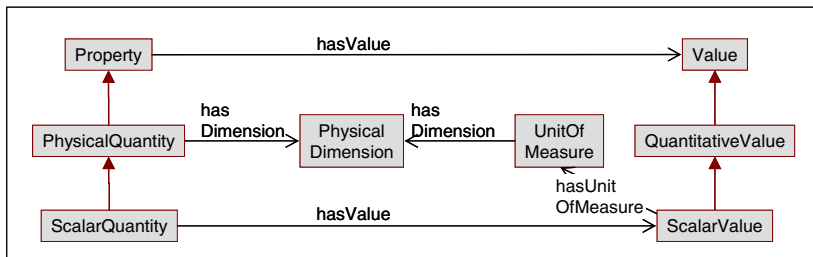 hasValue
Property
Value
has
Dimension
has
Dimension
Physical
Dimension
UnitOf
Measure
PhysicalQuantity
QuantitativeValue
hasUnit
OfMeasure
hasValue
ScalarQuantity
ScalarValue